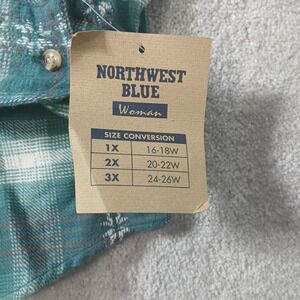 NORTHWEST
BLUE
Woman
SIZE CONVERSION
1X 16-18W
2X 20-22W
3X 24-26W